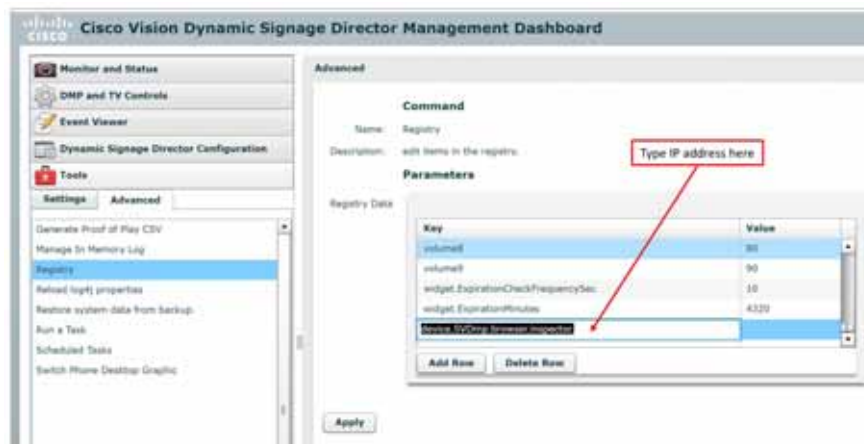 CISCO
Cisco Vision Dynamic Signage Director Management Dashboard
Monitor and Status
DMP and TV Controls
Event Viewer
Dynamic Signage Director Configuration
Tools
Settings
Advanced
Generate Proof of Play CSV
Manage In Memory Log
Registry
Reload log4j properties
Restore system data from backup
Run a Task
Scheduled Tasks
Switch Phone Desktop Graphic
Advanced
Command
Name: Registry
Description: edit items in the registry.
Type IP address here
Parameters
Registry Data
Key Value
volume8 80
volume9 90
widget.ExpirationCheckFrequencySec 10
widget.ExpirationMinutes 4320
device.SVDmp.browser.inspector
Add Row
Delete Row
Apply